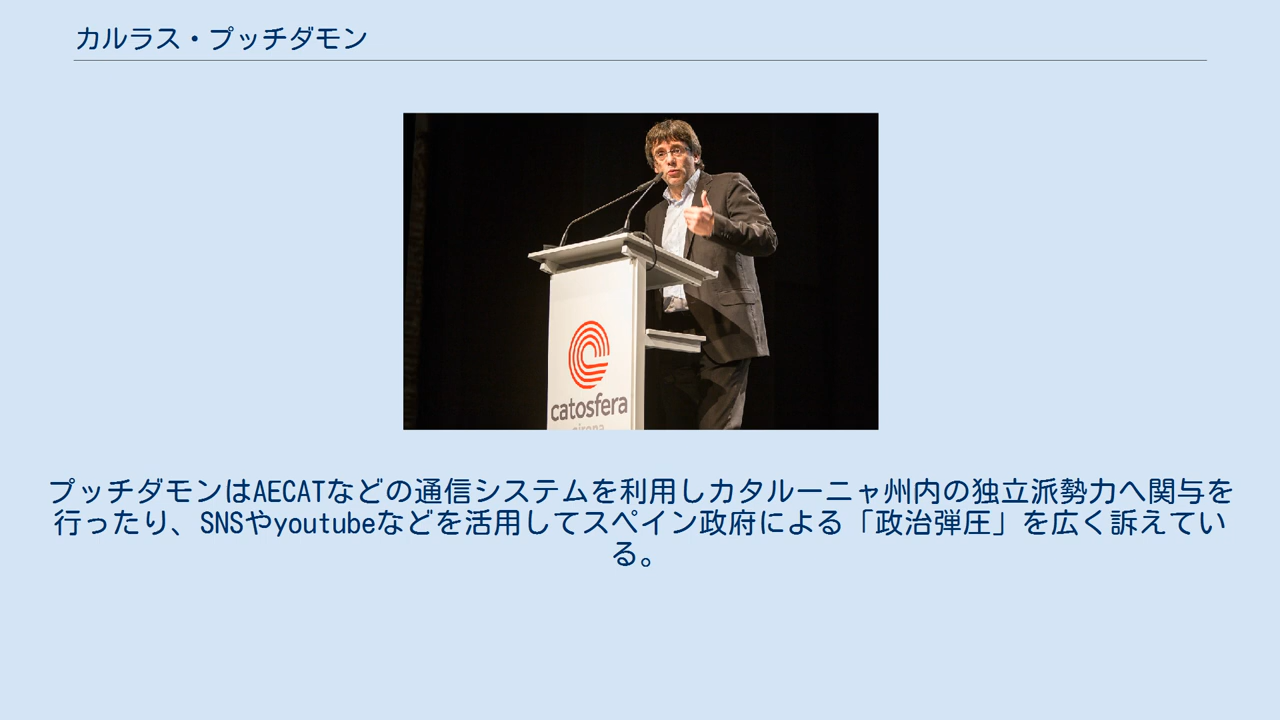 カルラス・プッチダモン
catosfera
girona
プッチダモンはAECATなどの通信システムを利用しカタルーニャ州内の独立派勢力へ関与を
行ったり、SNSやyoutubeなどを活用してスペイン政府による「政治弾圧」を広く訴えてい
る。